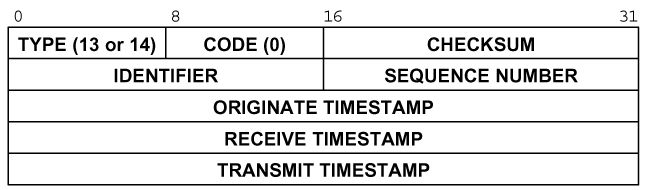 0 8 16 31
TYPE (13 or 14) CODE (0) CHECKSUM
IDENTIFIER SEQUENCE NUMBER
ORIGINATE TIMESTAMP
RECEIVE TIMESTAMP
TRANSMIT TIMESTAMP